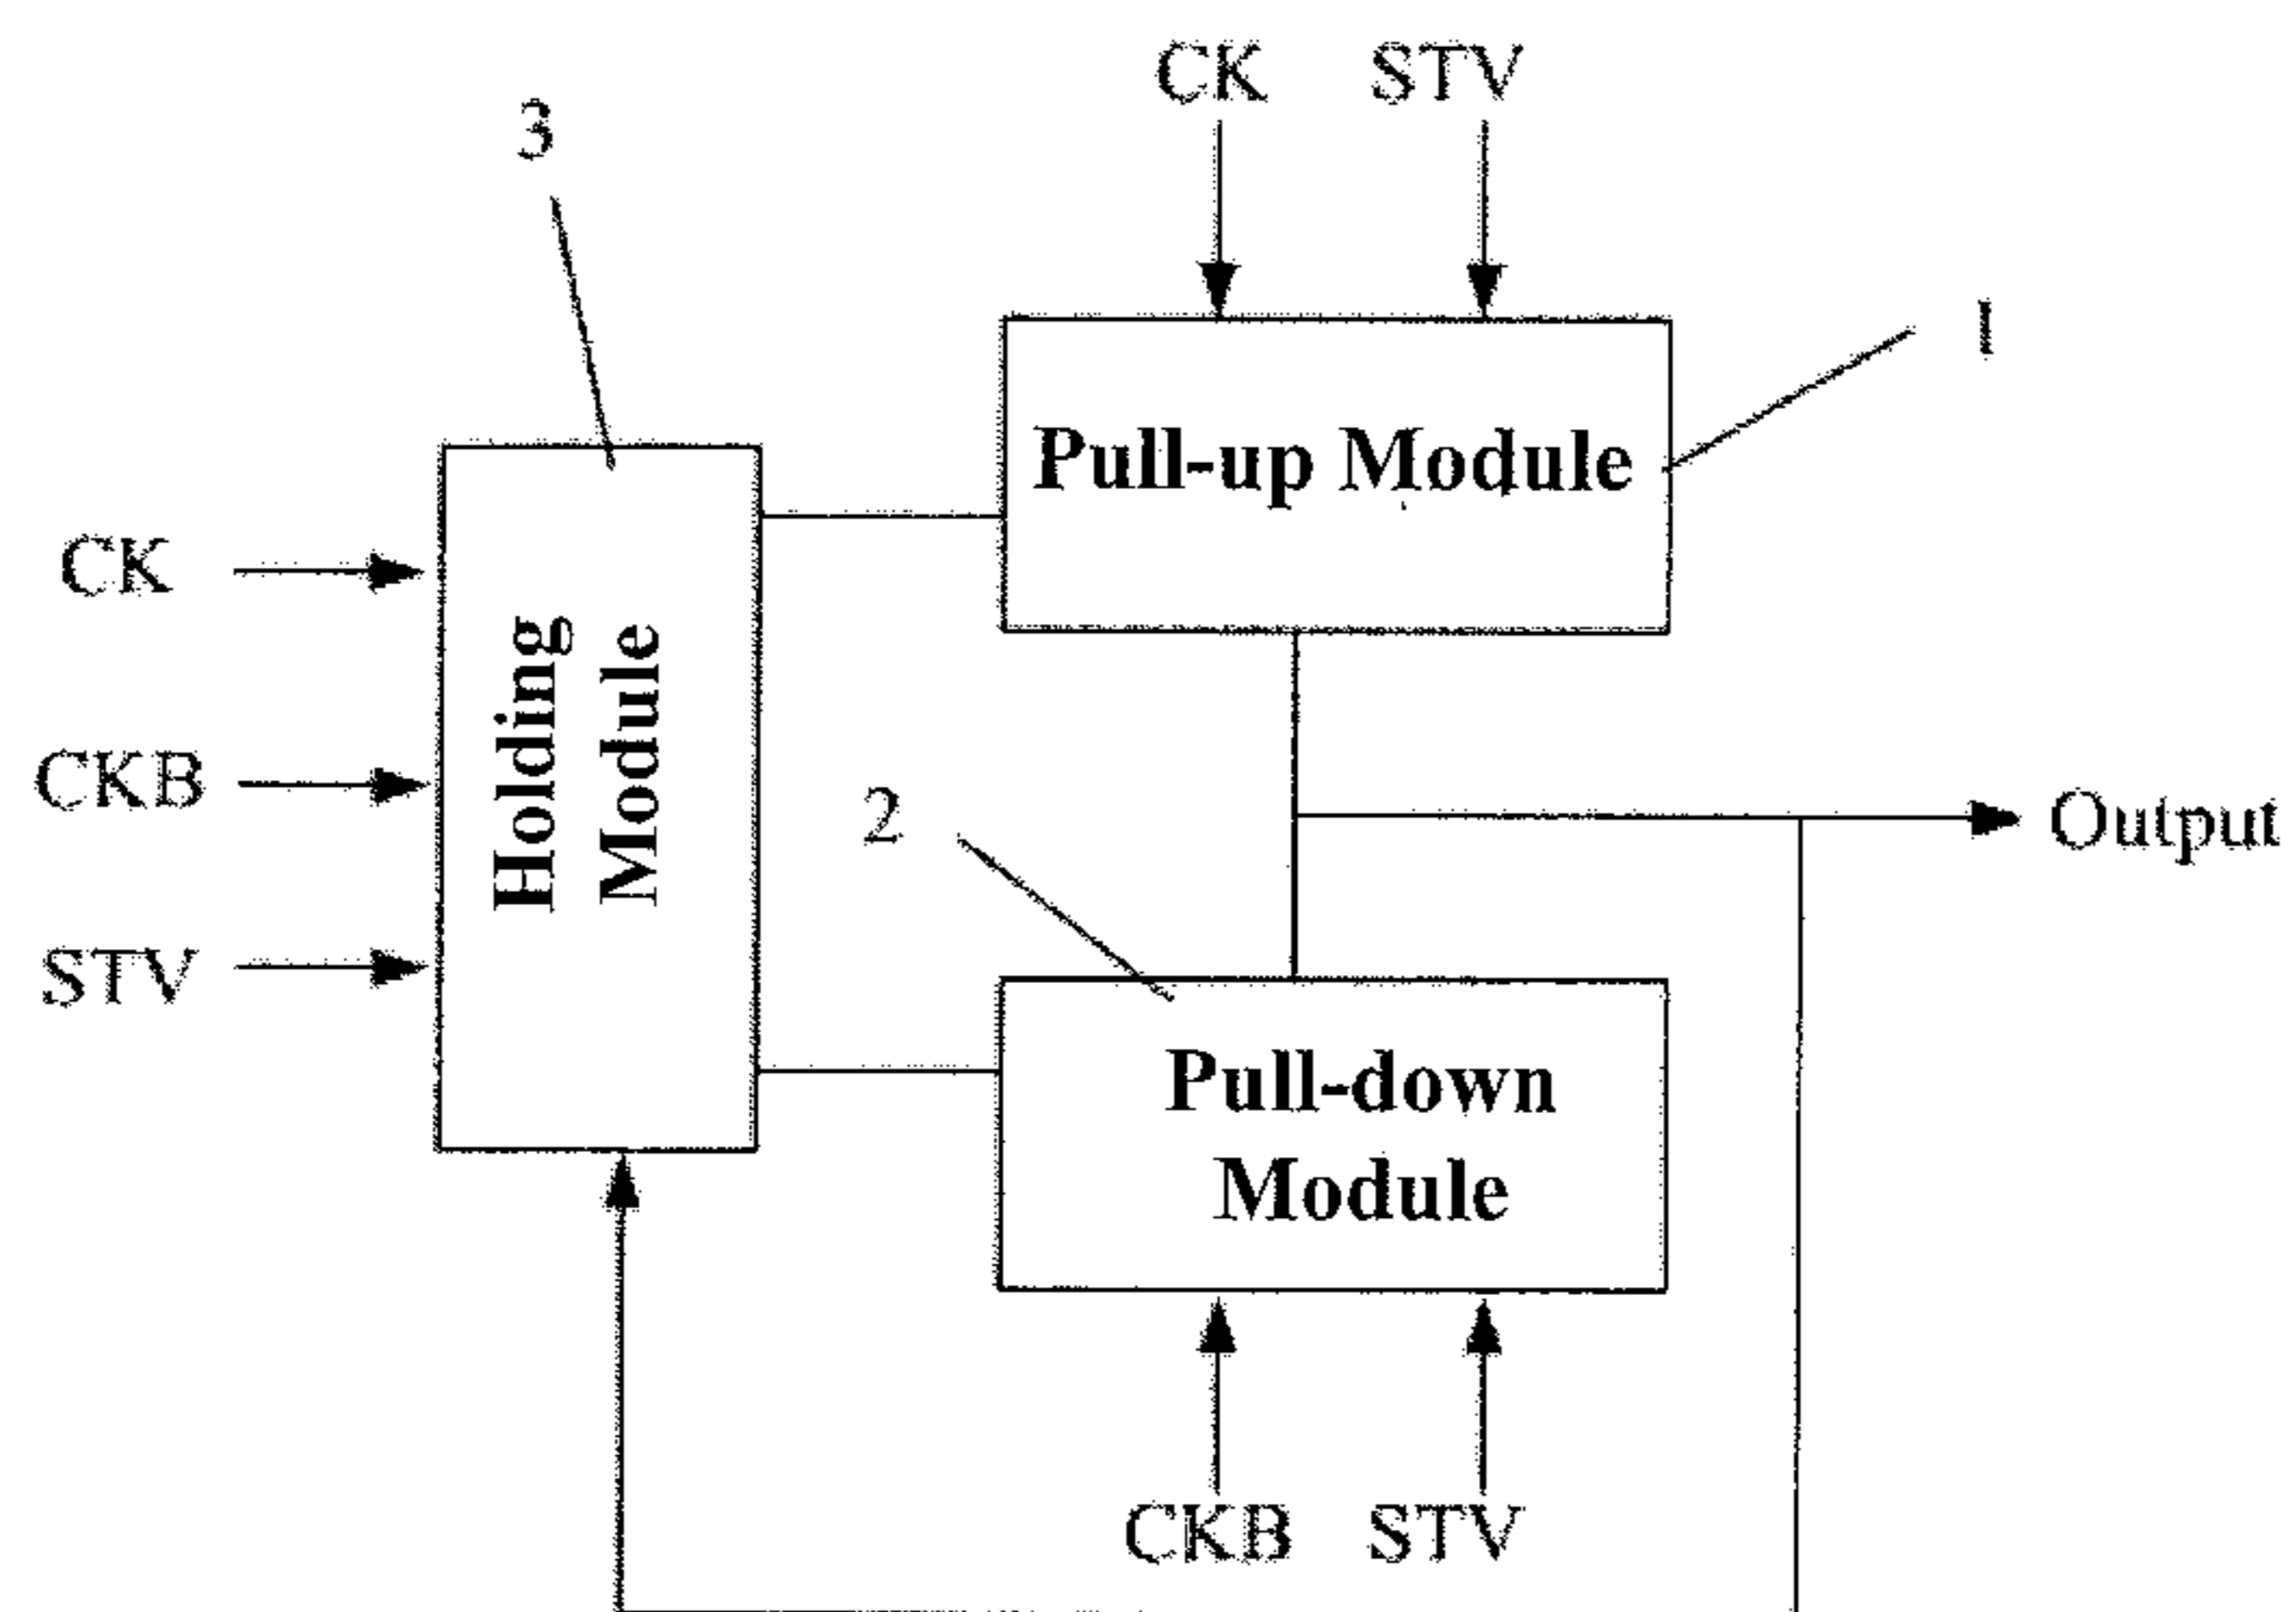 CK STV
3
1
Pull-up Module
CK
Holding
Module
CKB
2
Output
STV
Pull-down
Module
CKB STV